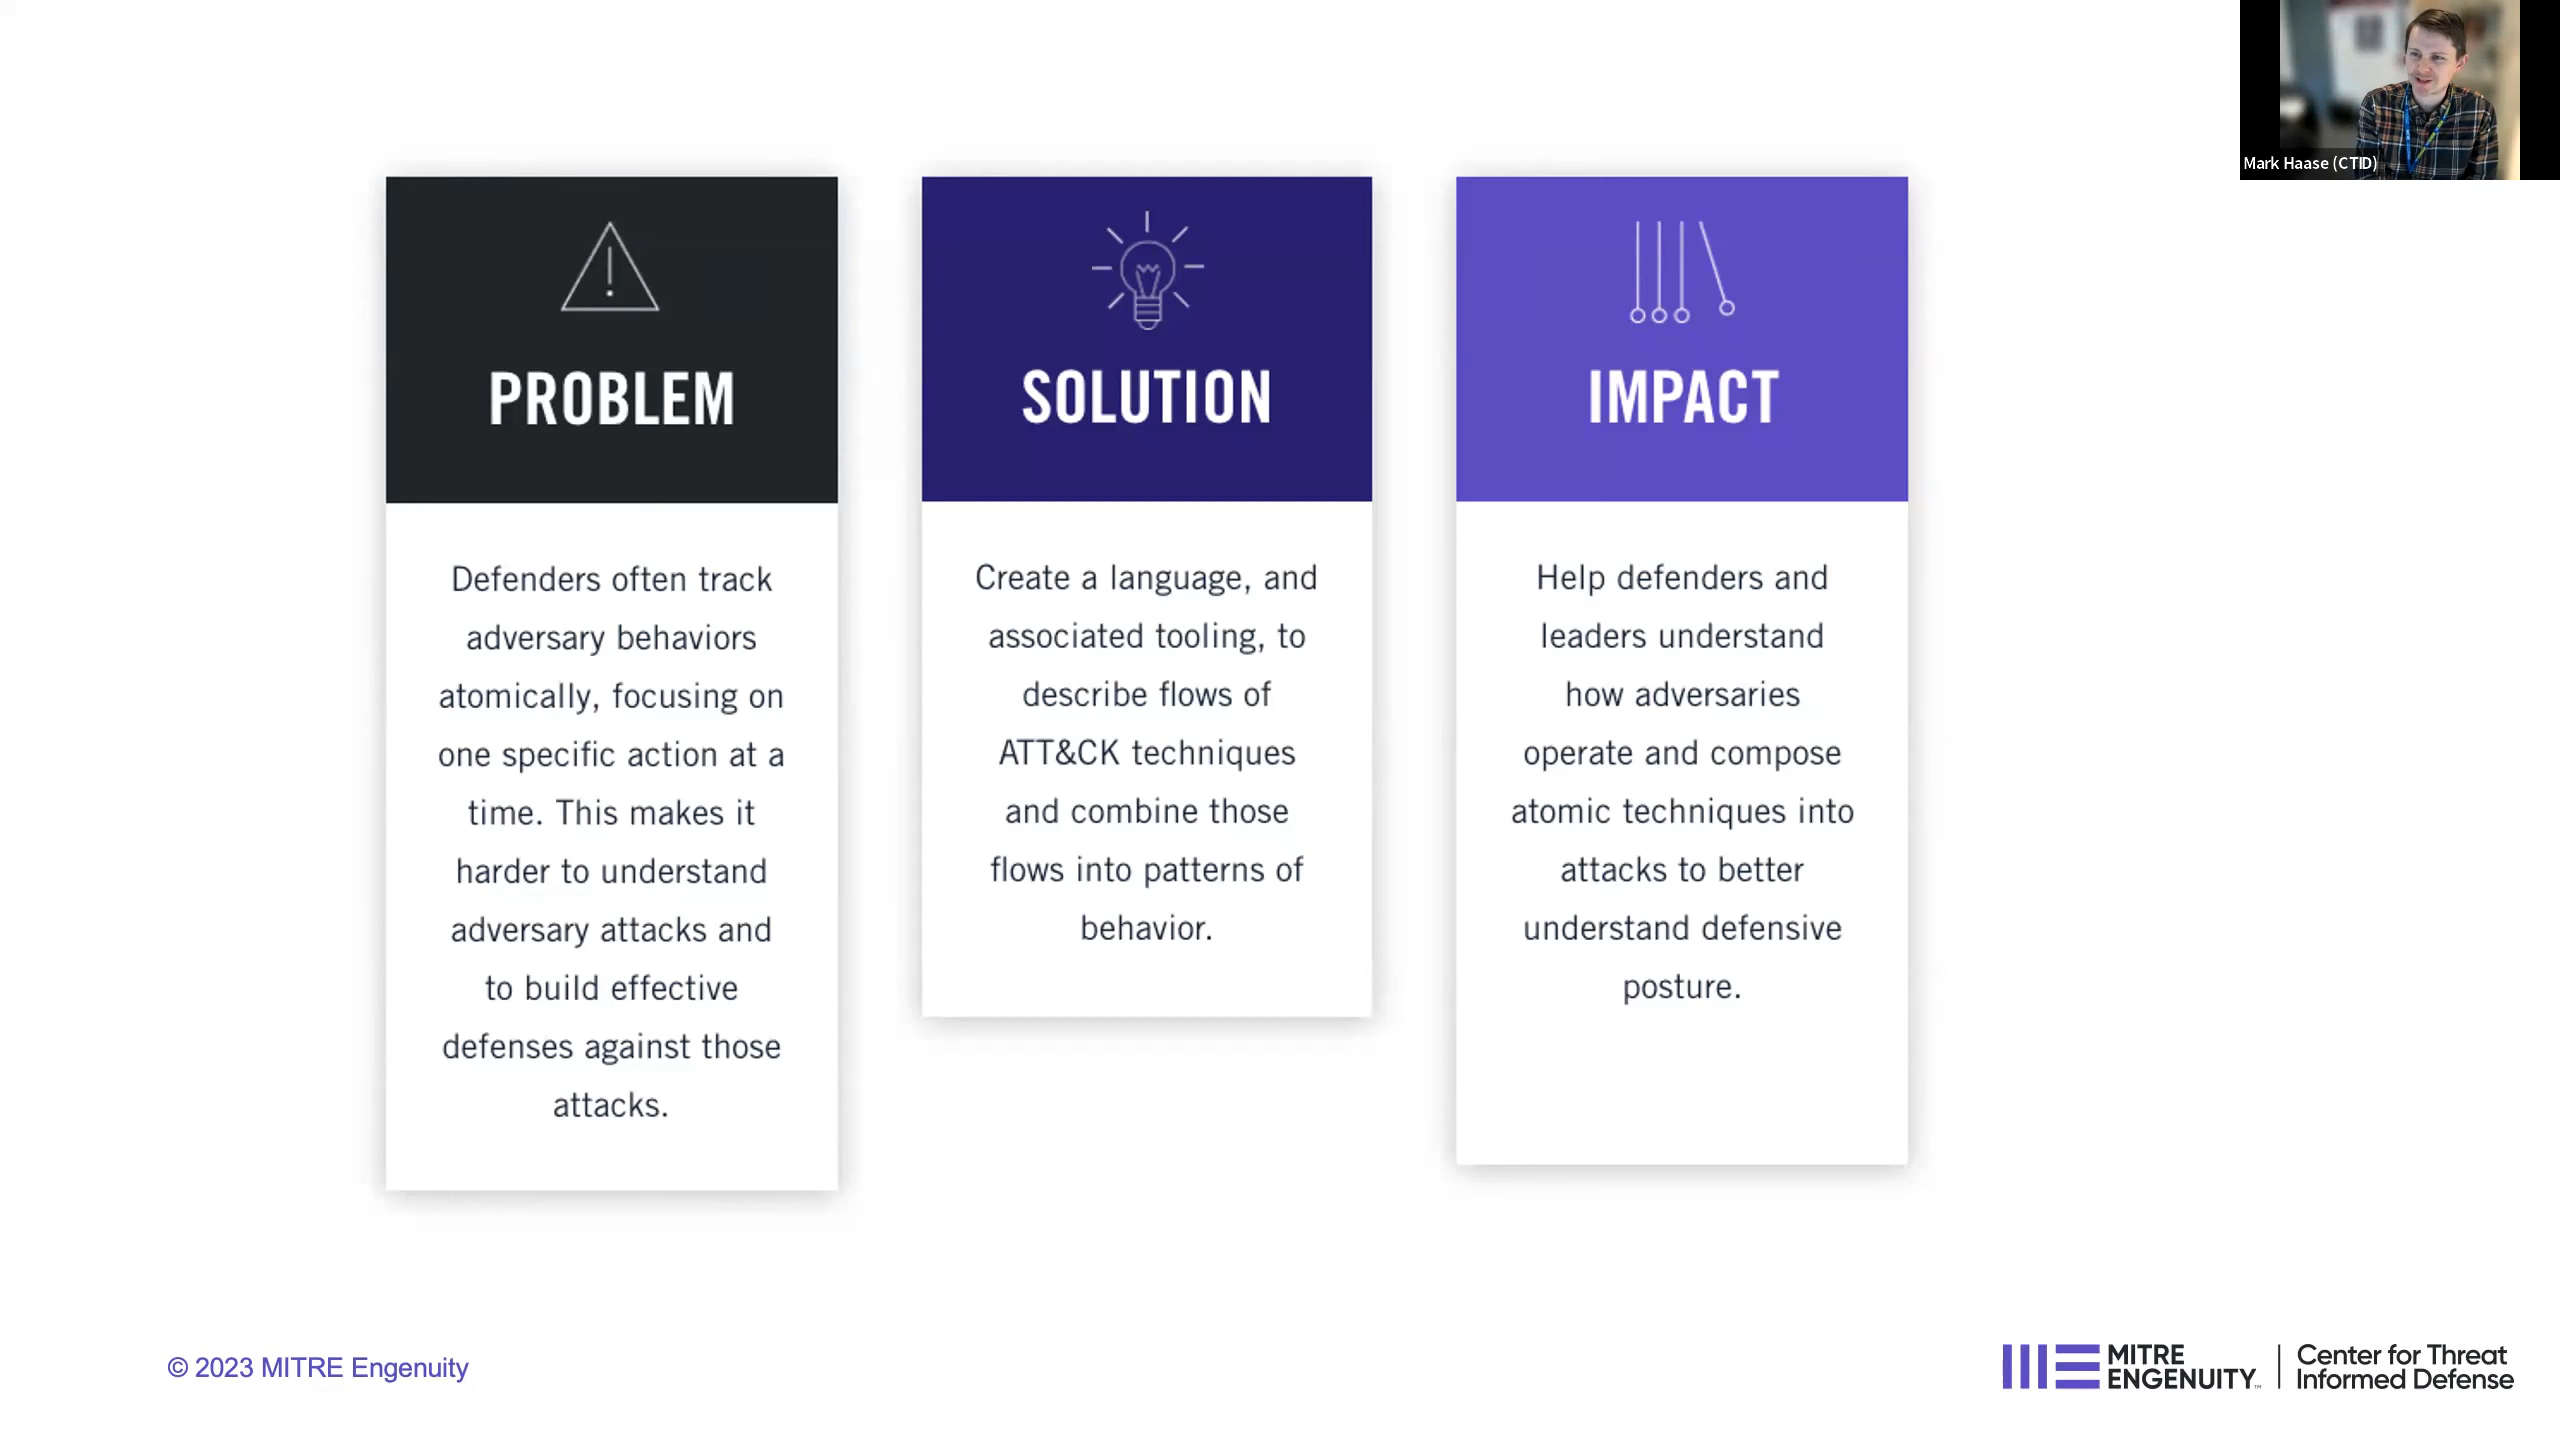 Mark Haase (CTID)
PROBLEM
Defenders often track
adversary behaviors
atomically, focusing on
one specific action at a
time. This makes it
harder to understand
adversary attacks and
to build effective
defenses against those
attacks.
SOLUTION
Create a language, and
associated tooling, to
describe flows of
ATT&CK techniques
and combine those
flows into patterns of
behavior.
IMPACT
Help defenders and
leaders understand
how adversaries
operate and compose
atomic techniques into
attacks to better
understand defensive
posture.
© 2023 MITRE Engenuity
MITRE
ENGENUITY™
Center for Threat
Informed Defense